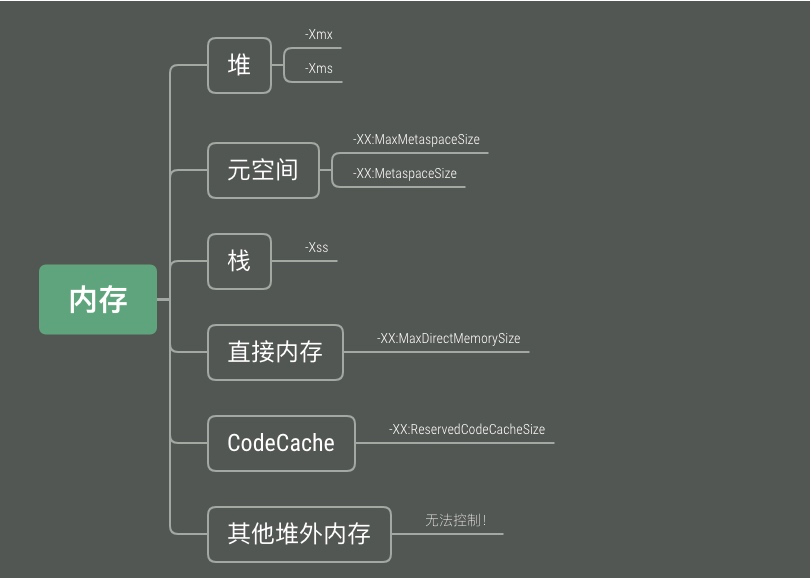 内存
堆
-Xmx
-Xms
元空间
-XX:MaxMetaspaceSize
-XX:MetaspaceSize
栈
-Xss
直接内存
-XX:MaxDirectMemorySize
CodeCache
-XX:ReservedCodeCacheSize
其他堆外内存
无法控制！